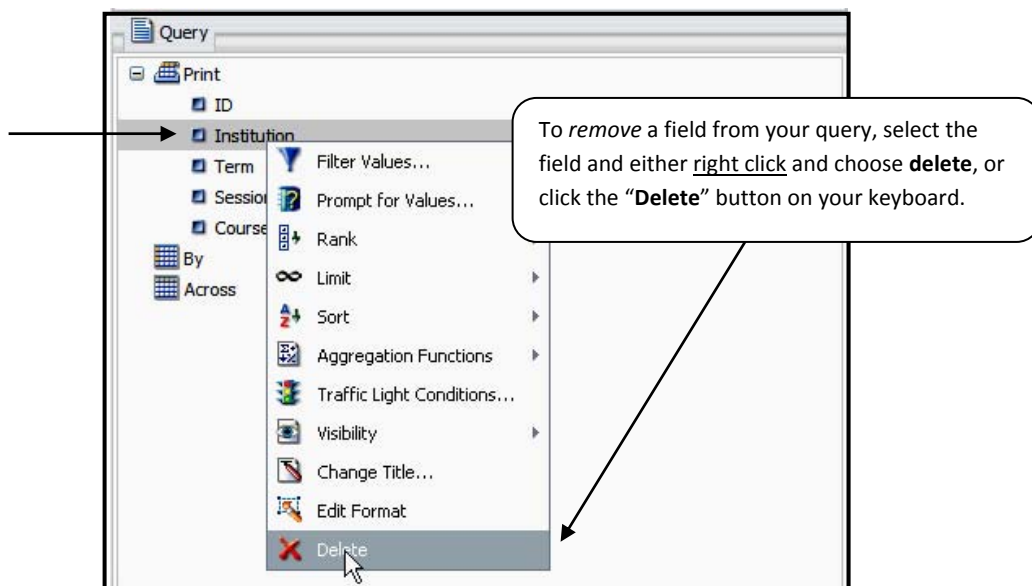 Query
Print
ID
Institution
Term
Session
Course
By
Across
Filter Values...
Prompt for Values...
Rank
Limit
Sort
Aggregation Functions
Traffic Light Conditions...
Visibility
Change Title...
Edit Format
Delete
To remove a field from your query, select the
field and either right click and choose delete, or
click the “Delete” button on your keyboard.